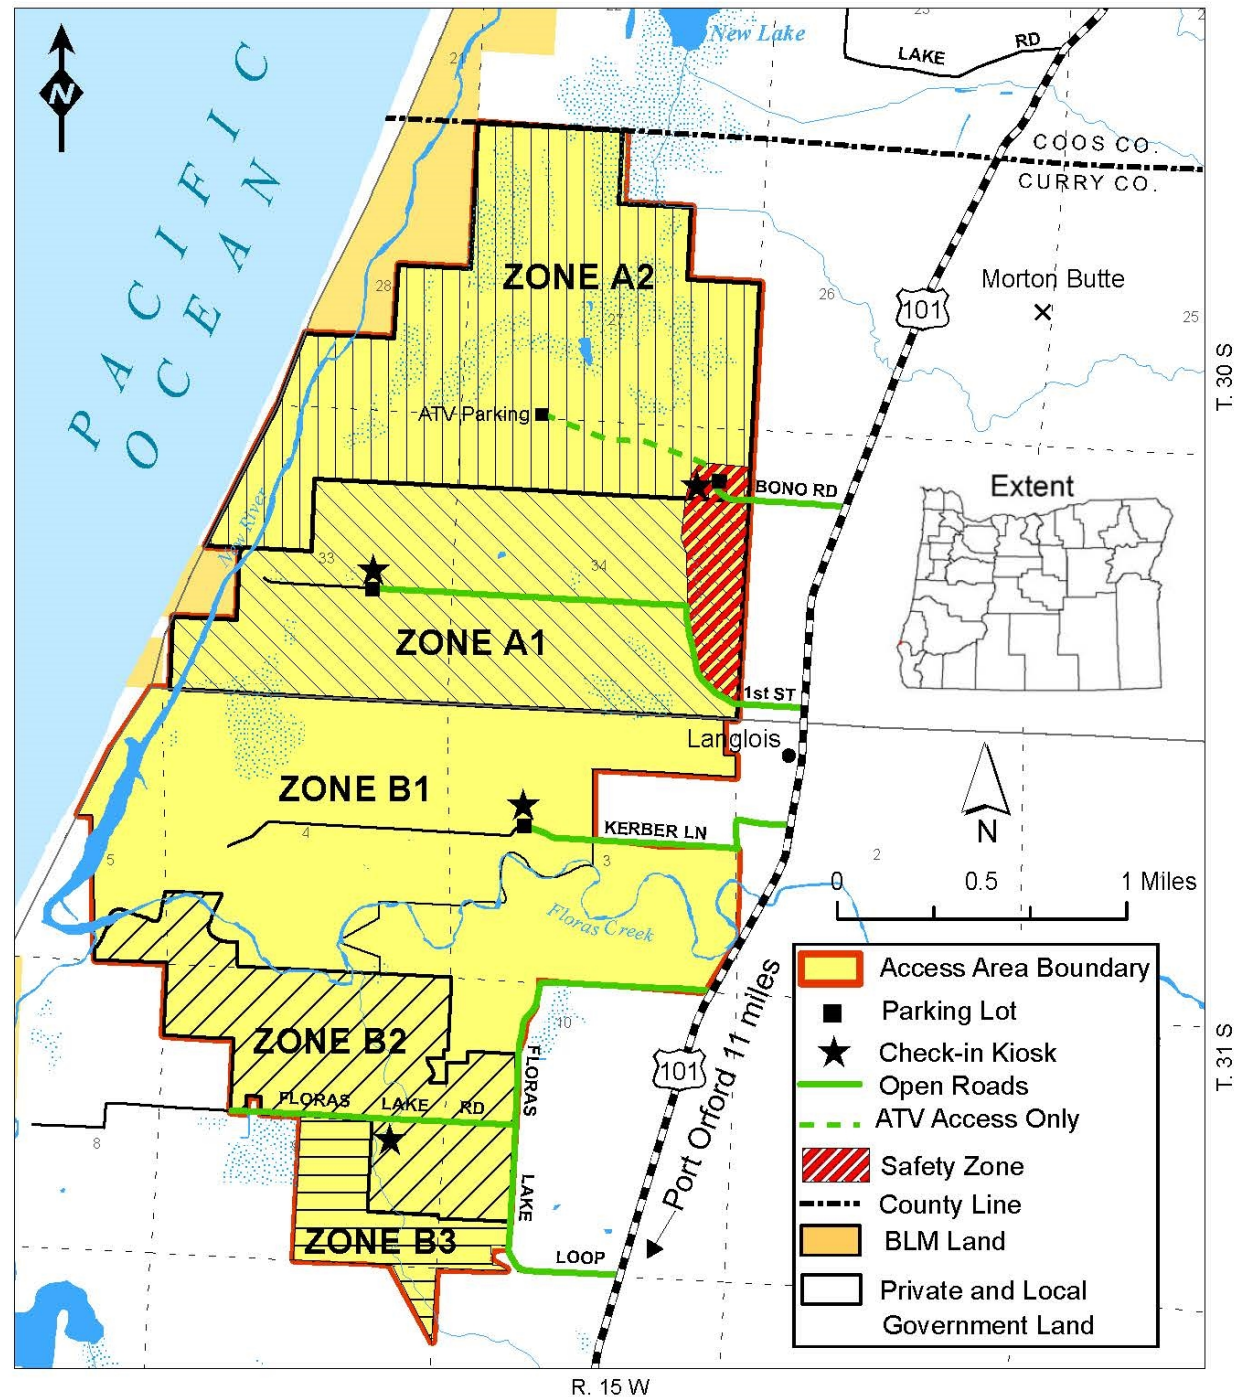 22
23
New Lake
LAKE
RD
21
N
PACIFIC
OCEAN
COOS CO.
CURRY CO.
ZONE A2
28
27
26
25
Morton Butte
101
T. 30 S
ATV Parking
BONO RD
Extent
New River
33
34
ZONE A1
1st ST
Langlois
ZONE B1
N
KERBER LN
4
3
5
2
0 0.5 1 Miles
Floras Creek
Port Orford 11 miles
101
10
ZONE B2
FLORAS
LAKE
LOOP
FLORAS LAKE RD
8
ZONE B3
T. 31 S
Access Area Boundary
Parking Lot
Check-in Kiosk
Open Roads
ATV Access Only
Safety Zone
County Line
BLM Land
Private and Local
Government Land
R. 15 W